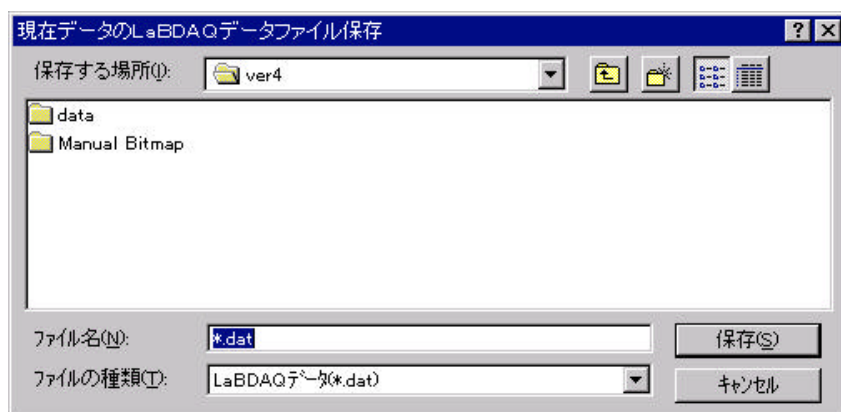 現在データのLaBDAQデータファイル保存
保存する場所(I): ver4
data
Manual Bitmap
ファイル名(N): *.dat 保存(S)
ファイルの種類(T): LaBDAQデータ(*.dat) キャンセル